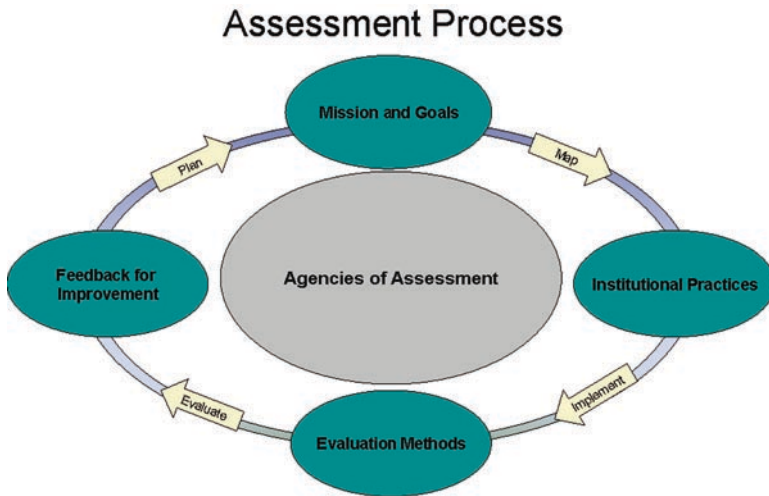 Assessment Process
Mission and Goals
Plan
Map
Feedback for
Improvement
Agencies of Assessment
Institutional Practices
Evaluate
Implement
Evaluation Methods